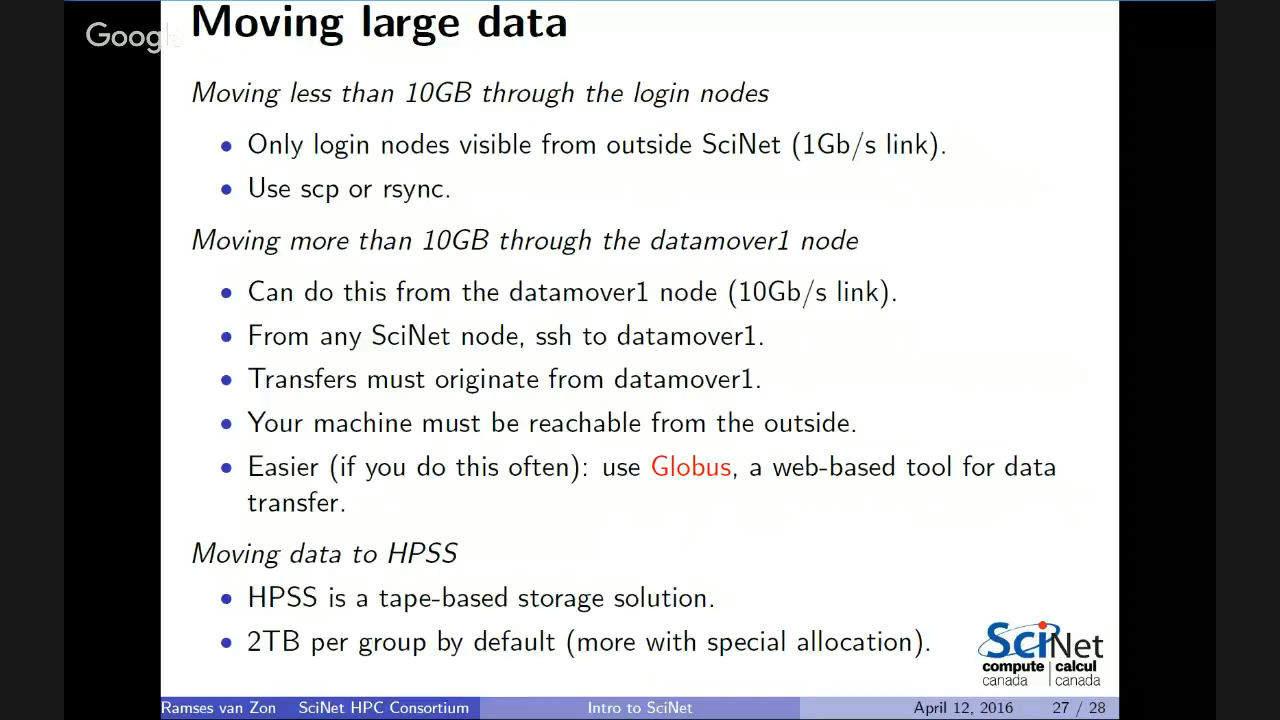 Moving large data
Google
Moving less than 10GB through the login nodes
• Only login nodes visible from outside SciNet (1Gb/s link).
• Use scp or rsync.
Moving more than 10GB through the datamover1 node
• Can do this from the datamover1 node (10Gb/s link).
• From any SciNet node, ssh to datamover1.
• Transfers must originate from datamover1.
• Your machine must be reachable from the outside.
• Easier (if you do this often): use Globus, a web-based tool for data
transfer.
Moving data to HPSS
• HPSS is a tape-based storage solution.
• 2TB per group by default (more with special allocation).
SciNet
compute | calcul
canada | canada
Ramses van Zon SciNet HPC Consortium Intro to SciNet April 12, 2016 27 / 28